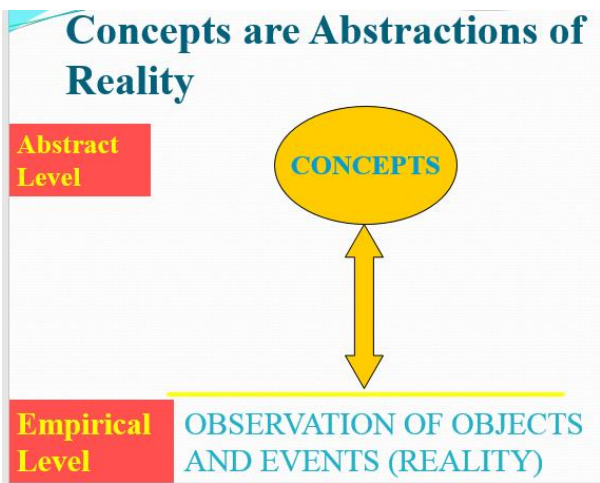 Concepts are Abstractions of
Reality
Abstract
Level
CONCEPTS
Empirical
Level
OBSERVATION OF OBJECTS
AND EVENTS (REALITY)